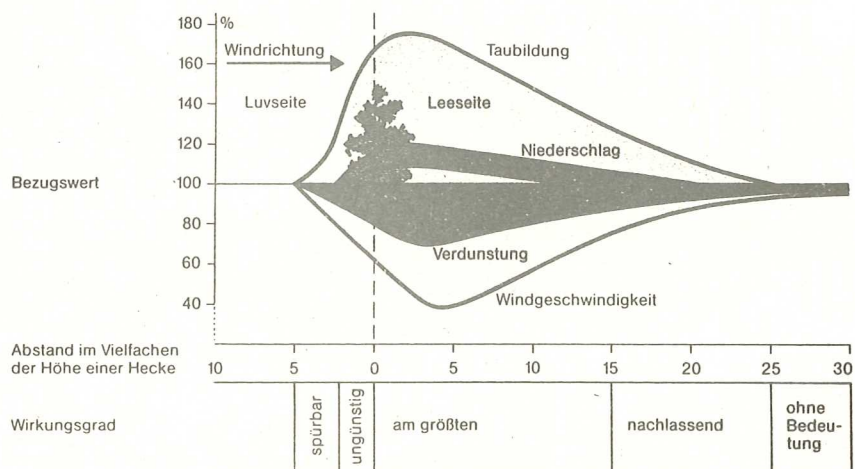 180 %
Windrichtung
Taubildung
160
140
Luvseite
Leeseite
120
Niederschlag
Bezugswert
100
80
Verdunstung
60
Windgeschwindigkeit
40
Abstand im Vielfachen
der Höhe einer Hecke
10 5 0 5 10 15 20 25 30
Wirkungsgrad
spürbar
ungünstig
am größten
nachlassend
ohne
Bedeu-
tung